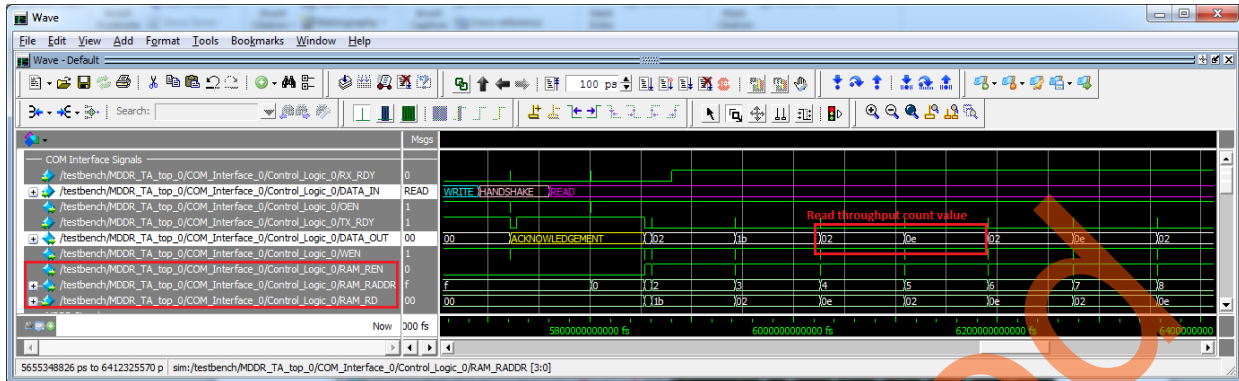 Wave
File Edit View Add Format Tools Bookmarks Window Help
Wave - Default
100 ps
Search:
Msgs
COM Interface Signals
/testbench/MDDR_TA_top_0/COM_Interface_0/Control_Logic_0/RX_RDY 0
/testbench/MDDR_TA_top_0/COM_Interface_0/Control_Logic_0/DATA_IN READ WRITE HANDSHAKE READ
/testbench/MDDR_TA_top_0/COM_Interface_0/Control_Logic_0/OEN 1
/testbench/MDDR_TA_top_0/COM_Interface_0/Control_Logic_0/TX_RDY 1
Read throughput count value
/testbench/MDDR_TA_top_0/COM_Interface_0/Control_Logic_0/DATA_OUT 00 00 ACKNOWLEDGEMENT 02 1b 02 0e 02 0e 02
/testbench/MDDR_TA_top_0/COM_Interface_0/Control_Logic_0/WEN 1
/testbench/MDDR_TA_top_0/COM_Interface_0/Control_Logic_0/RAM_REN 0
/testbench/MDDR_TA_top_0/COM_Interface_0/Control_Logic_0/RAM_RADDR f f 0 2 3 4 5 6 7 8
/testbench/MDDR_TA_top_0/COM_Interface_0/Control_Logic_0/RAM_RD 00 00 1b 02 0e 02 0e 02 0e
Now 000 fs 5800000000000 fs 6000000000000 fs 6200000000000 fs 6400000000
5655348826 ps to 6412325570 p sim:/testbench/MDDR_TA_top_0/COM_Interface_0/Control_Logic_0/RAM_RADDR [3:0]